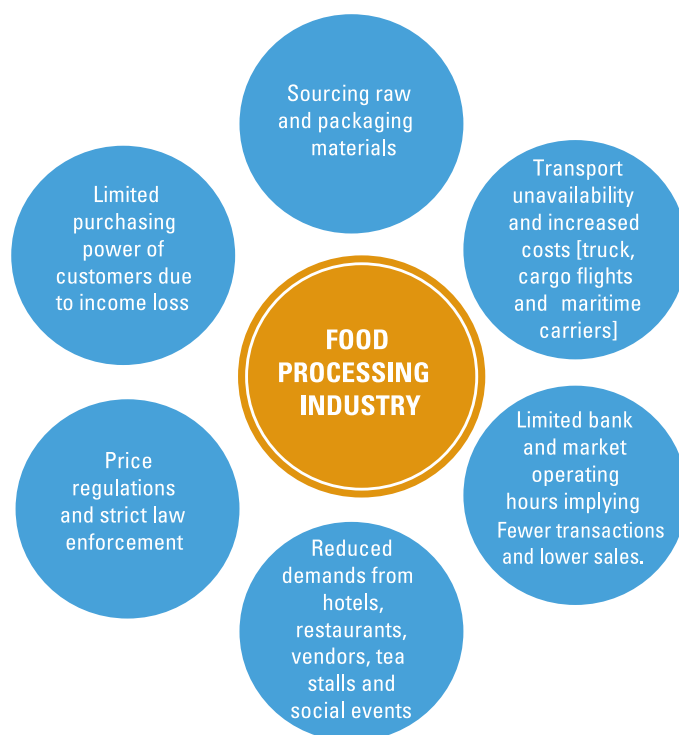 Sourcing raw
and packaging
materials
Transport
unavailability
and increased
costs [truck,
cargo flights
and maritime
carriers]
Limited
purchasing
power of
customers due
to income loss
FOOD
PROCESSING
INDUSTRY
Limited bank
and market
operating
hours implying
Fewer transactions
and lower sales.
Price
regulations
and strict law
enforcement
Reduced
demands from
hotels,
restaurants,
vendors, tea
stalls and
social events